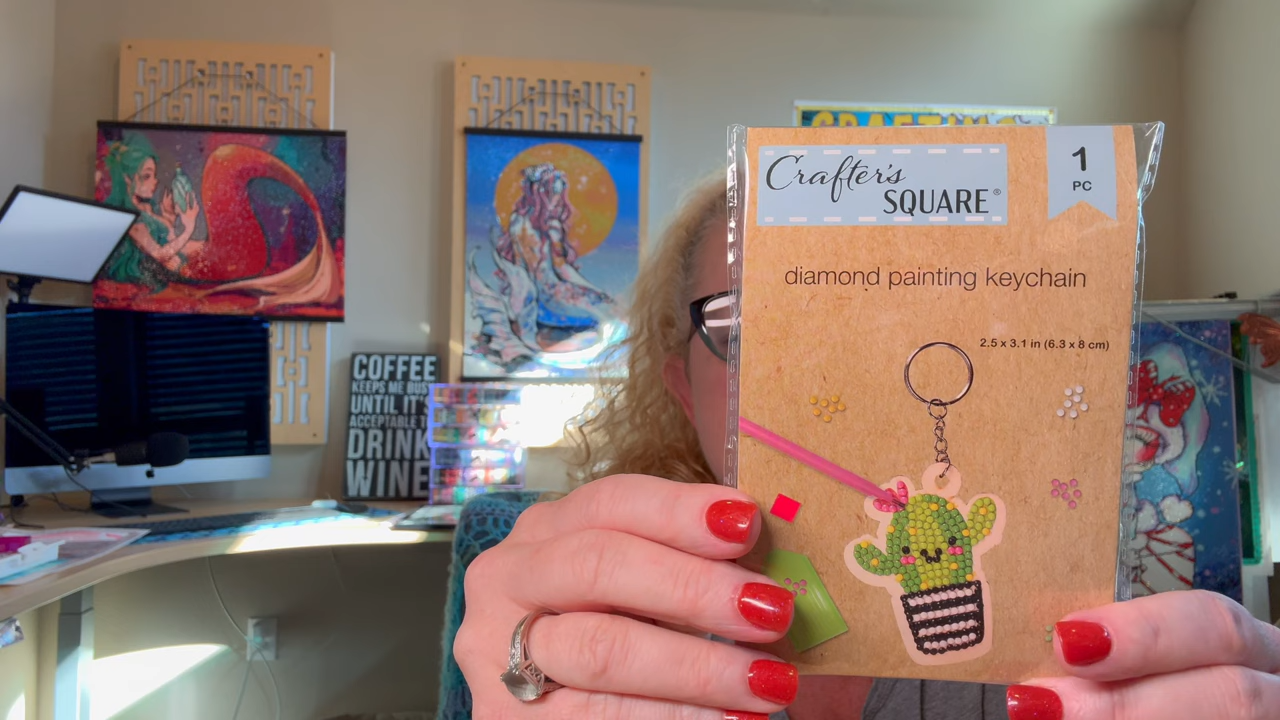 CRAFTING
Crafter's
SQUARE®
1
PC
diamond painting keychain
2.5 x 3.1 in (6.3 x 8 cm)
COFFEE
KEEPS ME BUSY
UNTIL IT'S
ACCEPTABLE TO
DRINK
WINE